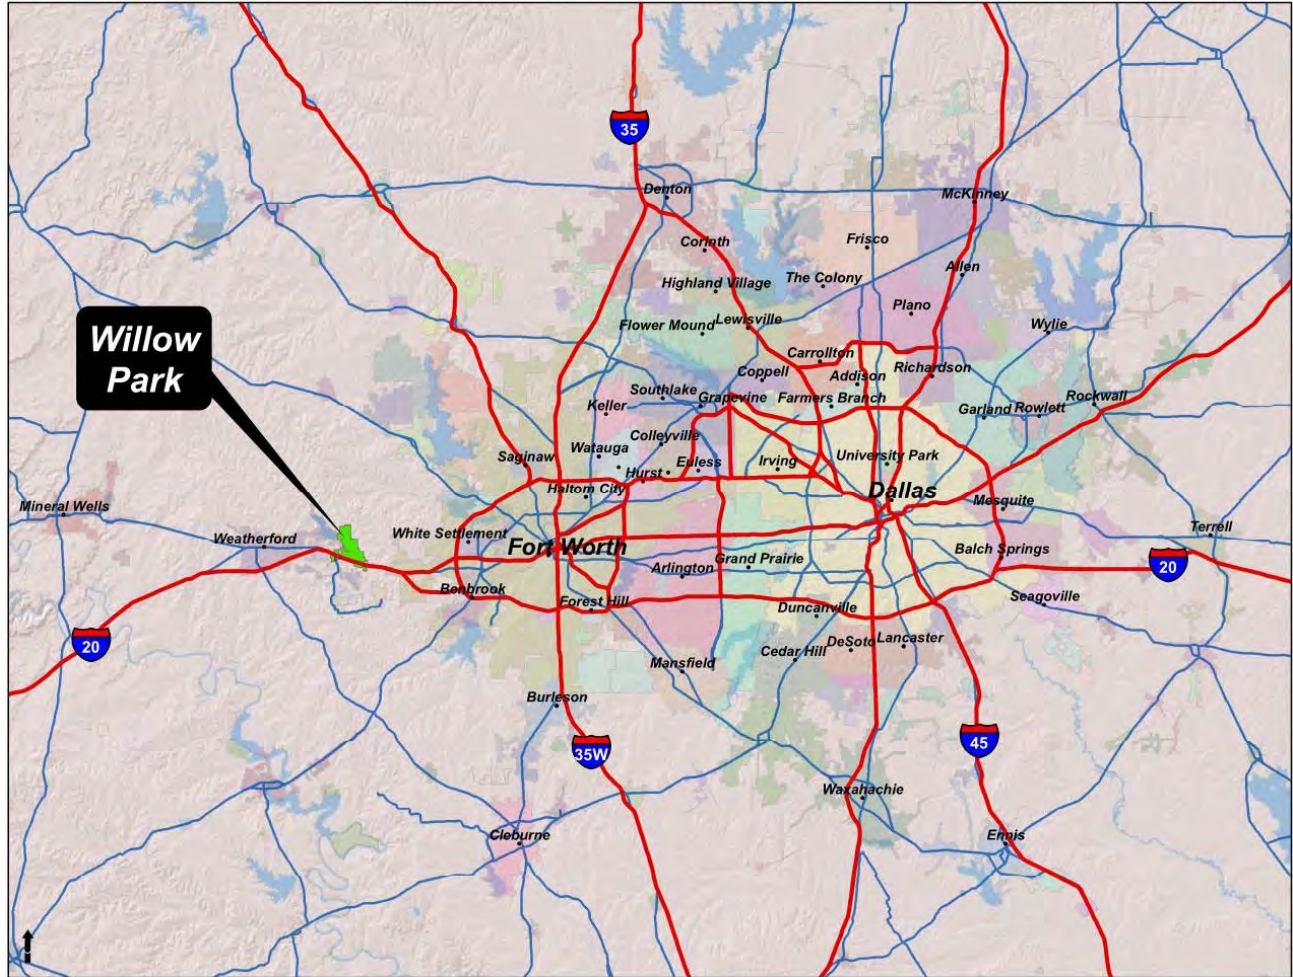 35
Denton
McKinney
Corinth
Frisco
Allen
Highland Village
The Colony
Plano
Willow
Park
Flower Mound
Lewisville
Wylie
Carrollton
Coppell
Addison
Richardson
Southlake
Grapevine
Farmers Branch
Rockwall
Keller
Garland
Rowlett
Colleyville
Watauga
Saginaw
Hurst
Euless
Irving
University Park
Haltom City
Dallas
Mesquite
Mineral Wells
Terrell
Weatherford
White Settlement
Fort Worth
Balch Springs
Arlington
Grand Prairie
20
Benbrook
Forest Hill
Seagoville
Duncanville
20
DeSoto
Lancaster
Cedar Hill
Mansfield
Burleson
35W
45
Waxahachie
Cleburne
Ennis